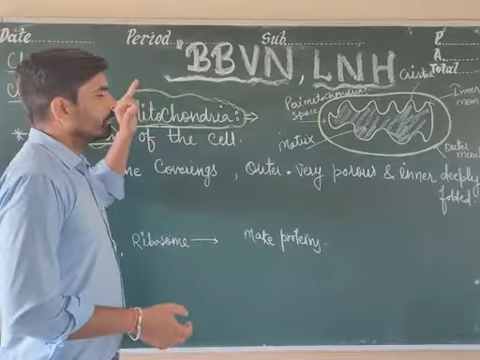 Date Period Sub P
A
Total
BBVN, LNH
Mitochondria:
of the cell.
Cristae
Perimitochondrial
space
Matrix
Inner
mem
Outer mem
Coverings, Outer. Very porous & inner deeply
folded.
Ribosome → Make proteins.